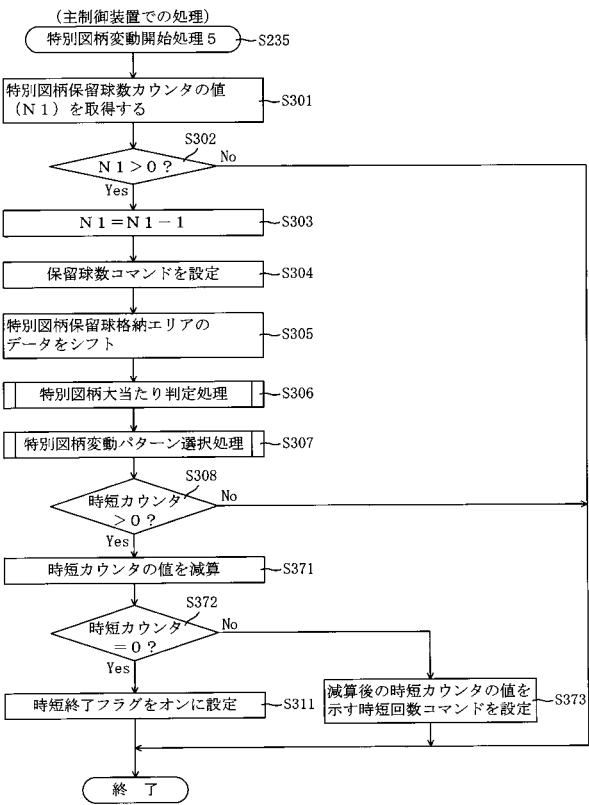 (主制御装置での処理)
特別図柄変動開始処理５
S235
特別図柄保留球数カウンタの値
(Ｎ１)を取得する
S301
S302
Ｎ１＞０？
No
Yes
Ｎ１＝Ｎ１－１
S303
保留球数コマンドを設定
S304
特別図柄保留球格納エリアの
データをシフト
S305
特別図柄大当たり判定処理
S306
特別図柄変動パターン選択処理
S307
S308
時短カウンタ
＞０？
No
Yes
時短カウンタの値を減算
S371
S372
時短カウンタ
＝０？
No
Yes
時短終了フラグをオンに設定
S311
減算後の時短カウンタの値を
示す時短回数コマンドを設定
S373
終 了